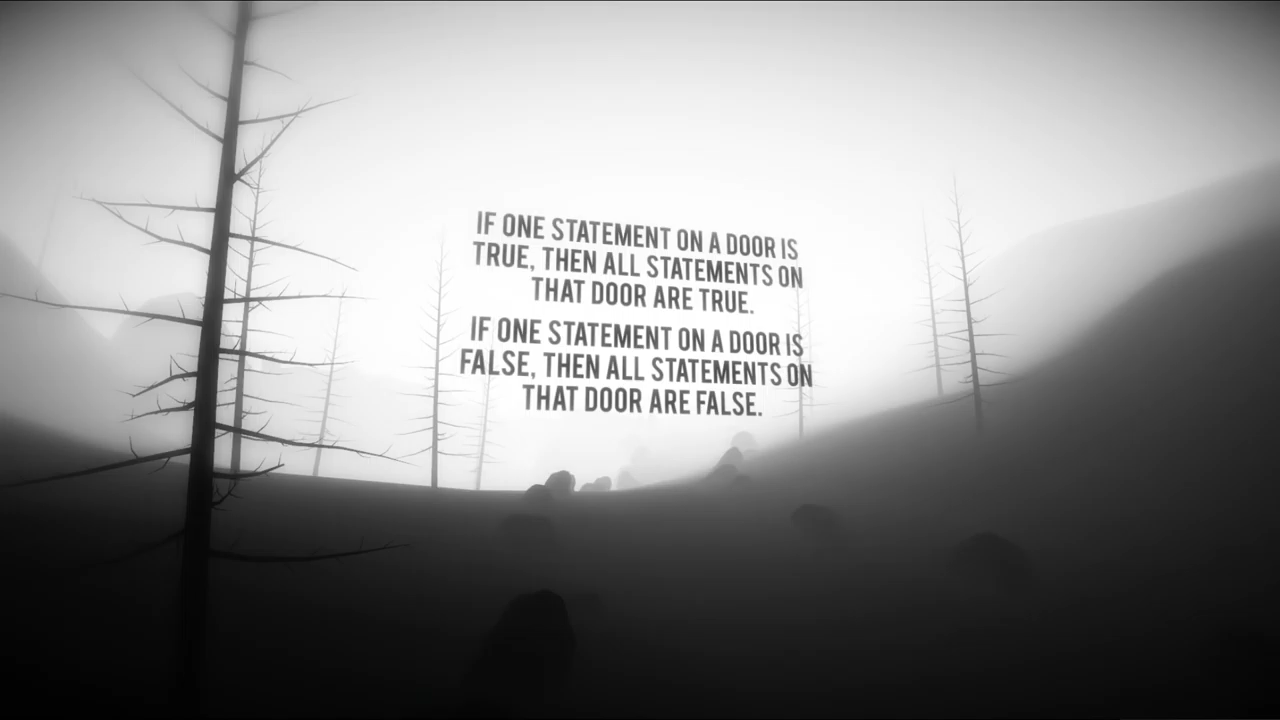 IF ONE STATEMENT ON A DOOR IS
TRUE, THEN ALL STATEMENTS ON
THAT DOOR ARE TRUE.
IF ONE STATEMENT ON A DOOR IS
FALSE, THEN ALL STATEMENTS ON
THAT DOOR ARE FALSE.